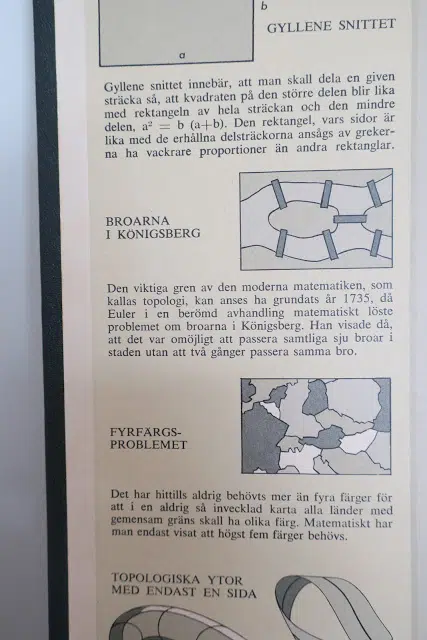 b
GYLLENE SNITTET
a
Gyllene snittet innebär, att man skall dela en given
sträcka så, att kvadraten på den större delen blir lika
med rektangeln av hela sträckan och den mindre
delen, a² = b (a+b). Den rektangel, vars sidor är
lika med de erhållna delsträckorna ansågs av greker-
na ha vackrare proportioner än andra rektanglar.
BROARNA
I KÖNIGSBERG
Den viktiga gren av den moderna matematiken, som
kallas topologi, kan anses ha grundats år 1735, då
Euler i en berömd avhandling matematiskt löste
problemet om broarna i Königsberg. Han visade då,
att det var omöjligt att passera samtliga sju broar i
staden utan att två gånger passera samma bro.
FYRFÄRGS-
PROBLEMET
Det har hittills aldrig behövts mer än fyra färger för
att i en aldrig så invecklad karta alla länder med
gemensam gräns skall ha olika färg. Matematiskt har
man endast visat att högst fem färger behövs.
TOPOLOGISKA YTOR
MED ENDAST EN SIDA